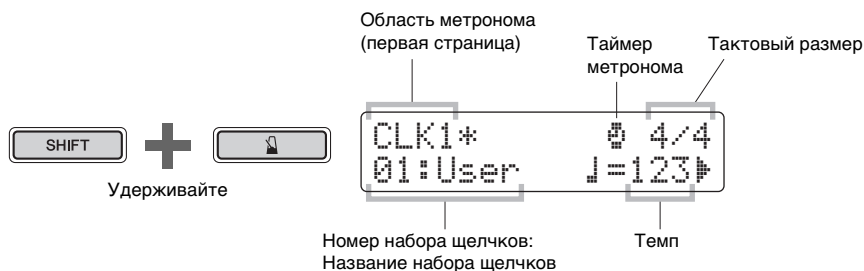 Область метронома
(первая страница)
Таймер
метронома
Тактовый размер
SHIFT
Удерживайте
CLK1* 4/4
01:User ♩=123
Номер набора щелчков:
Название набора щелчков
Темп